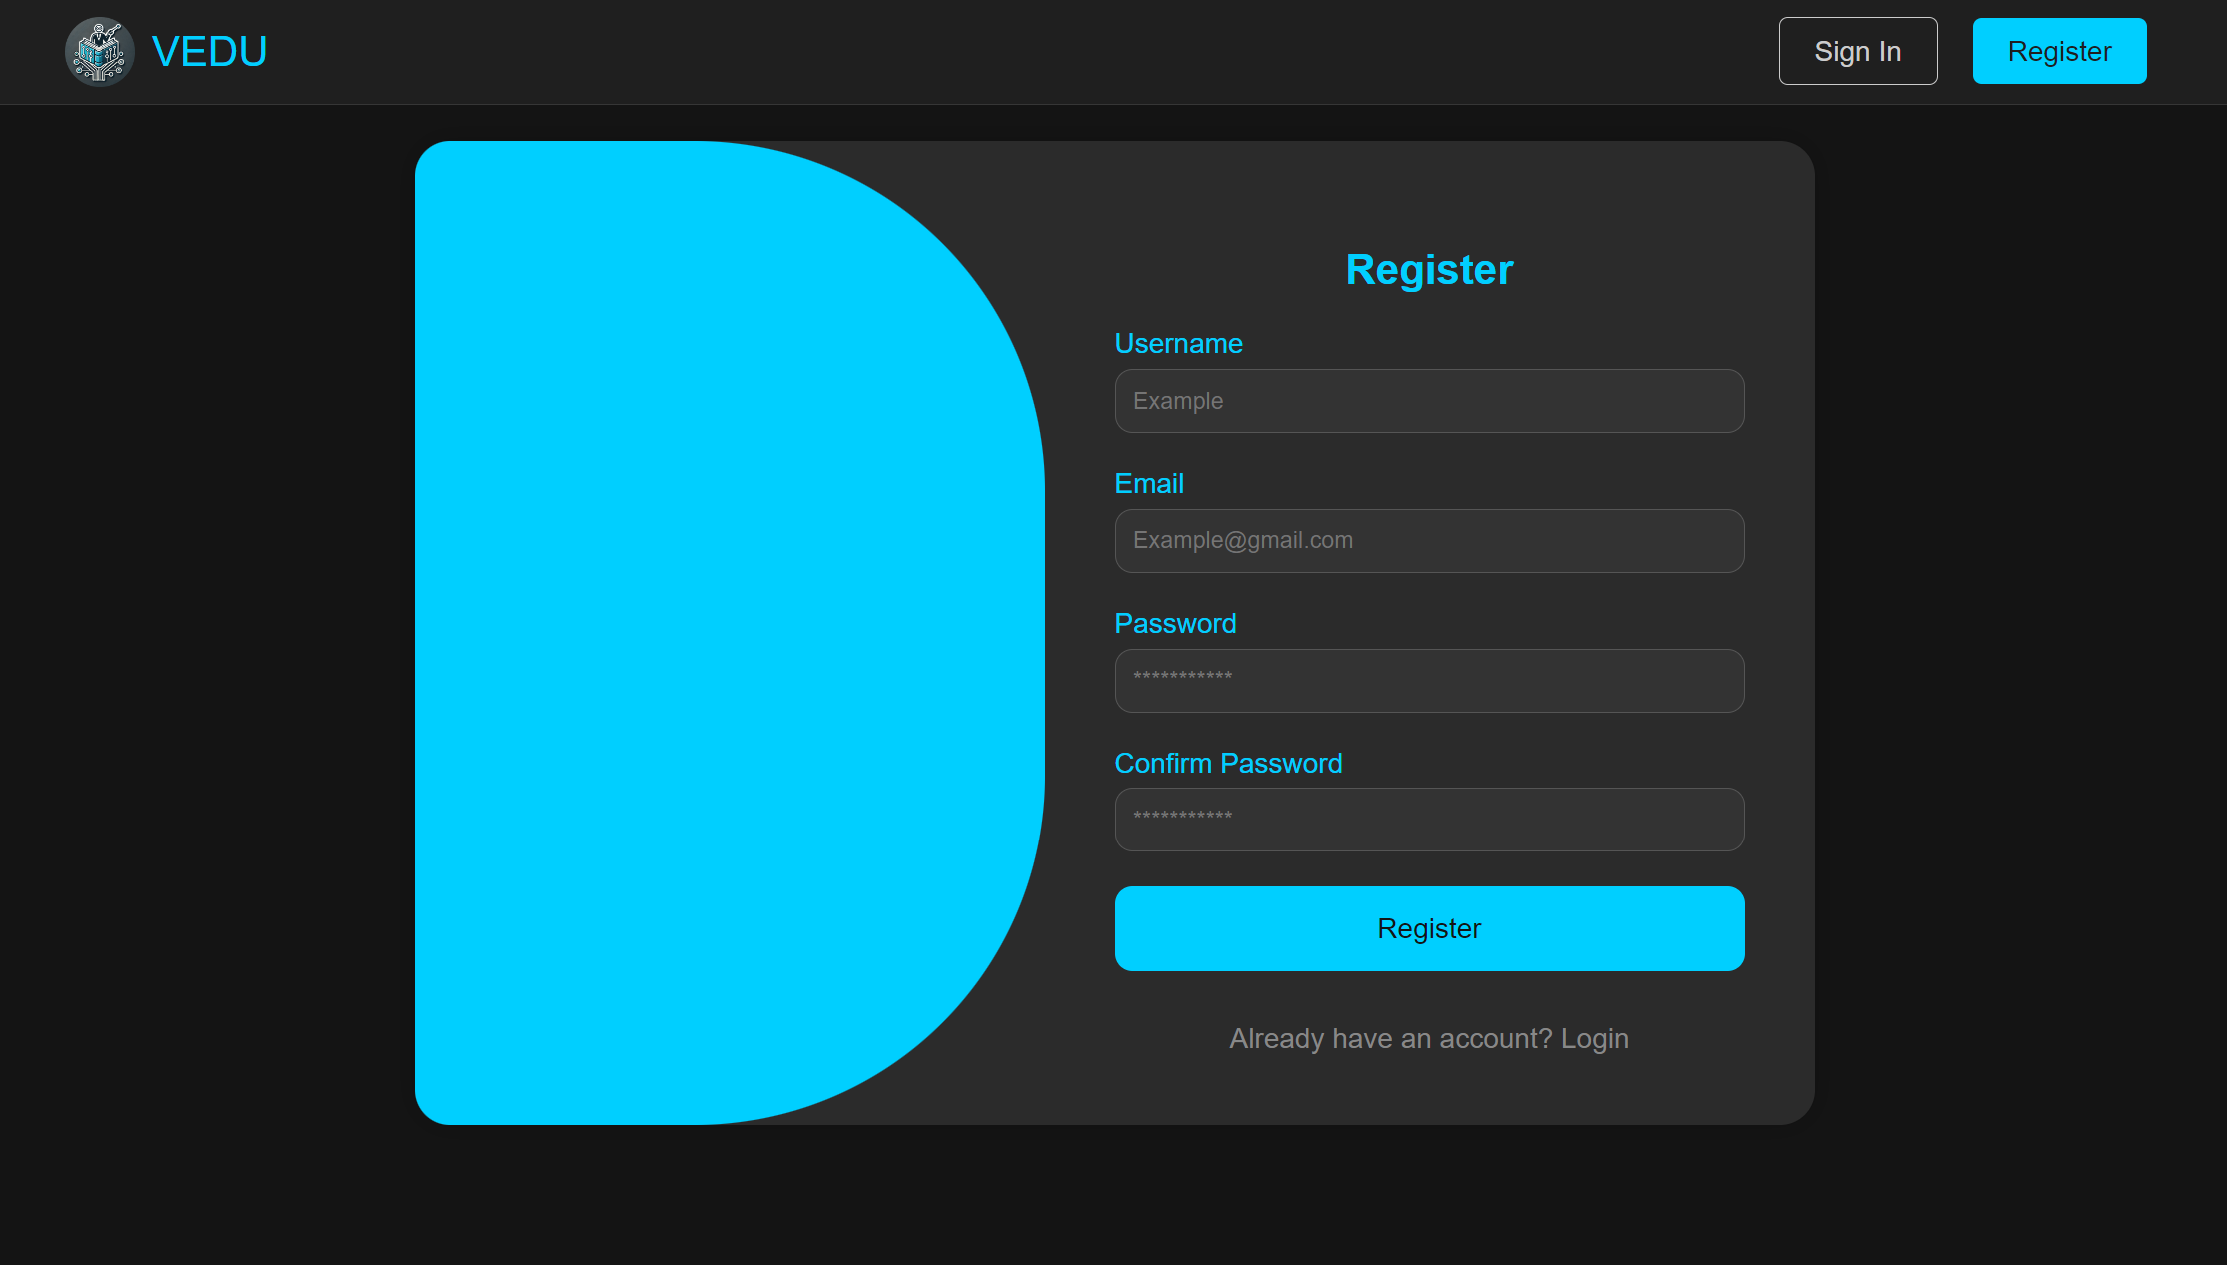 VEDU
Sign In
Register
Register
Username
Example
Email
Example@gmail.com
Password
***********
Confirm Password
***********
Register
Already have an account? Login